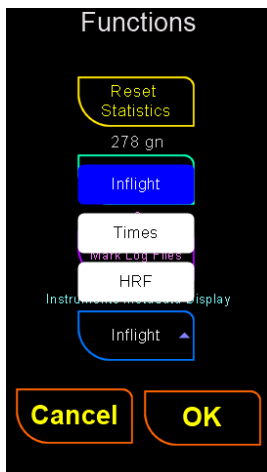 Functions
Reset
Statistics
278 gn
Inflight
Times
Mark Log Files
HRF
Instruments Metadata Display
Inflight
Cancel
OK